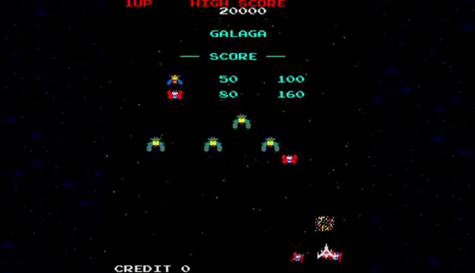 1UP HIGH SCORE
20000
GALAGA
— SCORE —
50 100
80 160
CREDIT 0